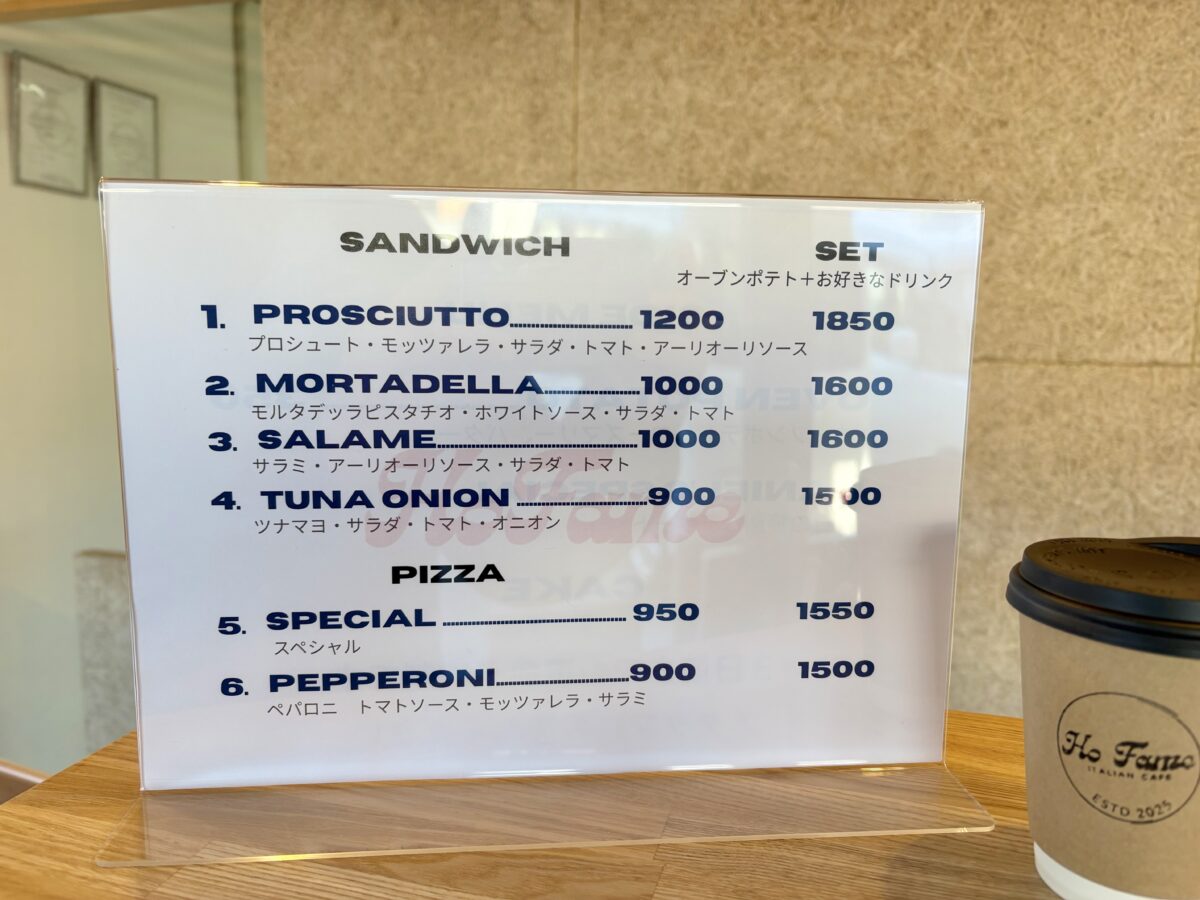 SANDWICH SET
オーブンポテト＋お好きなドリンク
1. PROSCIUTTO 1200 1850
プロシュート・モッツァレラ・サラダ・トマト・アーリオーリソース
2. MORTADELLA 1000 1600
モルタデッラピスタチオ・ホワイトソース・サラダ・トマト
3. SALAME 1000 1600
サラミ・アーリオーリソース・サラダ・トマト
4. TUNA ONION 900 1500
ツナマヨ・サラダ・トマト・オニオン
Ho Fame
PIZZA
5. SPECIAL 950 1550
スペシャル
6. PEPPERONI 900 1500
ペパロニ　トマトソース・モッツァレラ・サラミ
Ho Fame
ITALIAN CAFE
ESTD 2025